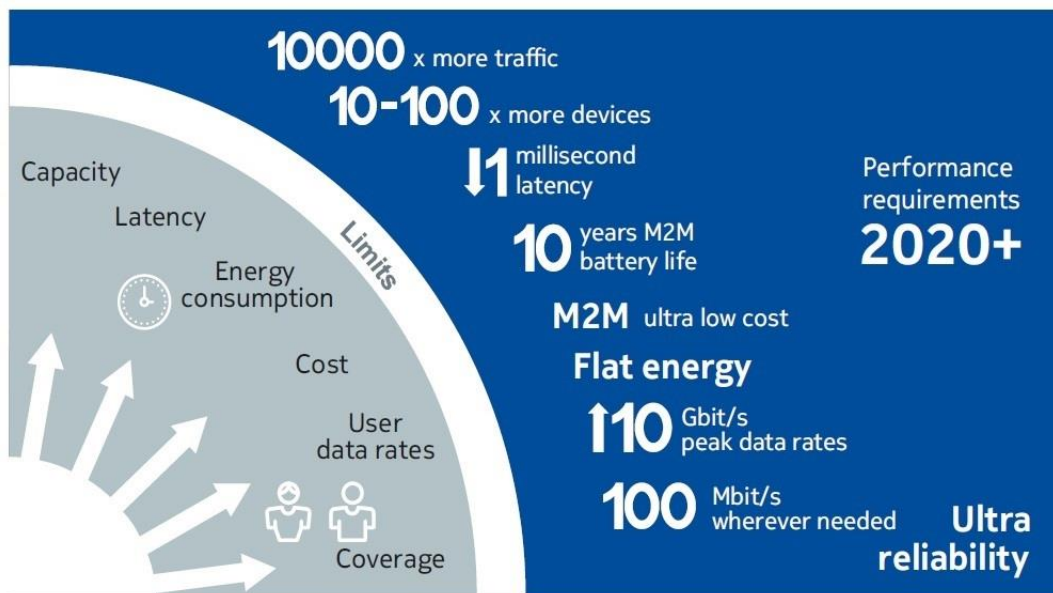 10000 x more traffic
10-100 x more devices
↓1 millisecond
latency
10 years M2M
battery life
M2M ultra low cost
Flat energy
↑10 Gbit/s
peak data rates
100 Mbit/s
wherever needed
Performance
requirements
2020+
Ultra
reliability
Limits
Capacity
Latency
Energy
consumption
Cost
User
data rates
Coverage